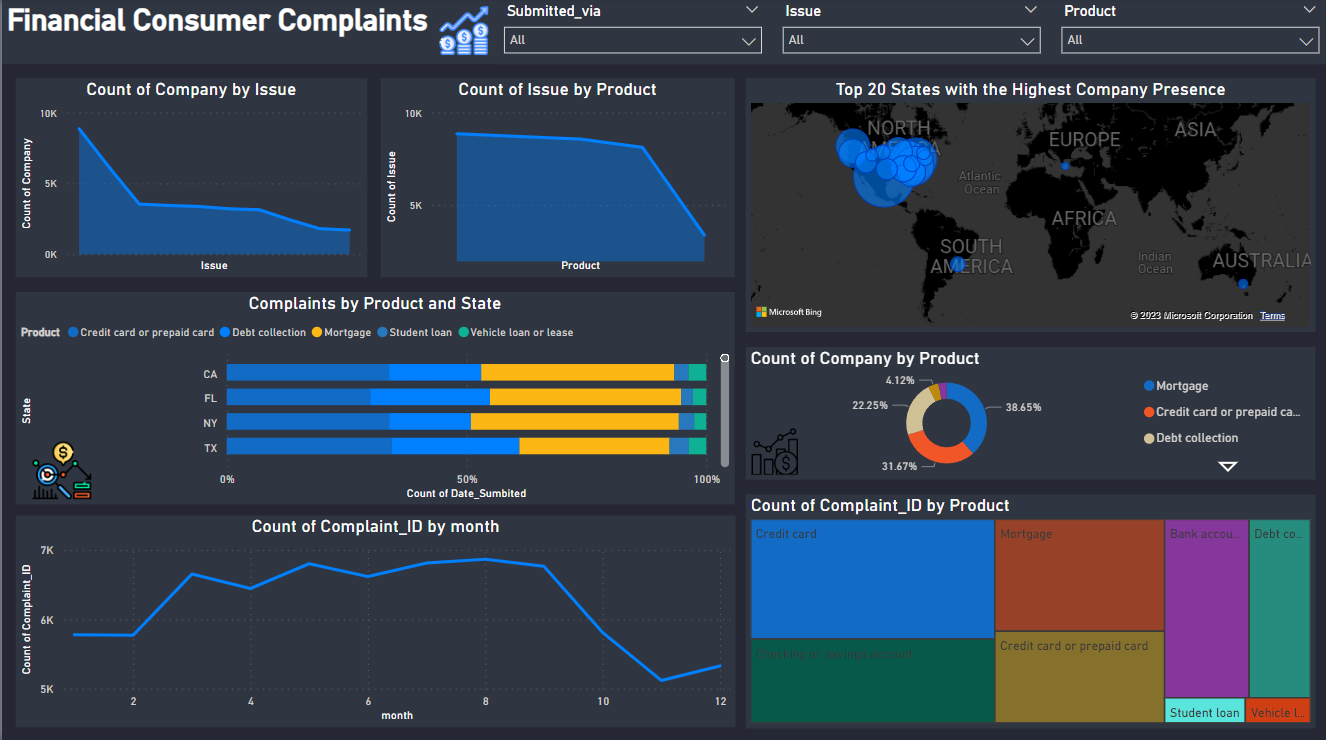 Financial Consumer Complaints
Submitted_via
All
Issue
All
Product
All
Count of Company by Issue
10K
5K
0K
Count of Company
Issue
Count of Issue by Product
10K
5K
Count of Issue
Product
Top 20 States with the Highest Company Presence
NORTH
AMERICA
EUROPE
ASIA
Atlantic
Ocean
AFRICA
SOUTH
AMERICA
Indian
Ocean
AUSTRALIA
Microsoft Bing
© 2023 Microsoft Corporation Terms
Complaints by Product and State
Product Credit card or prepaid card Debt collection Mortgage Student loan Vehicle loan or lease
State
CA
FL
NY
TX
0% 50% 100%
Count of Date_Sumbited
Count of Company by Product
4.12%
22.25%
38.65%
31.67%
Mortgage
Credit card or prepaid ca...
Debt collection
Count of Complaint_ID by month
7K
6K
5K
Count of Complaint_ID
2 4 6 8 10 12
month
Count of Complaint_ID by Product
Credit card
Mortgage
Bank accou...
Debt co...
Checking or savings account
Credit card or prepaid card
Student loan
Vehicle l...